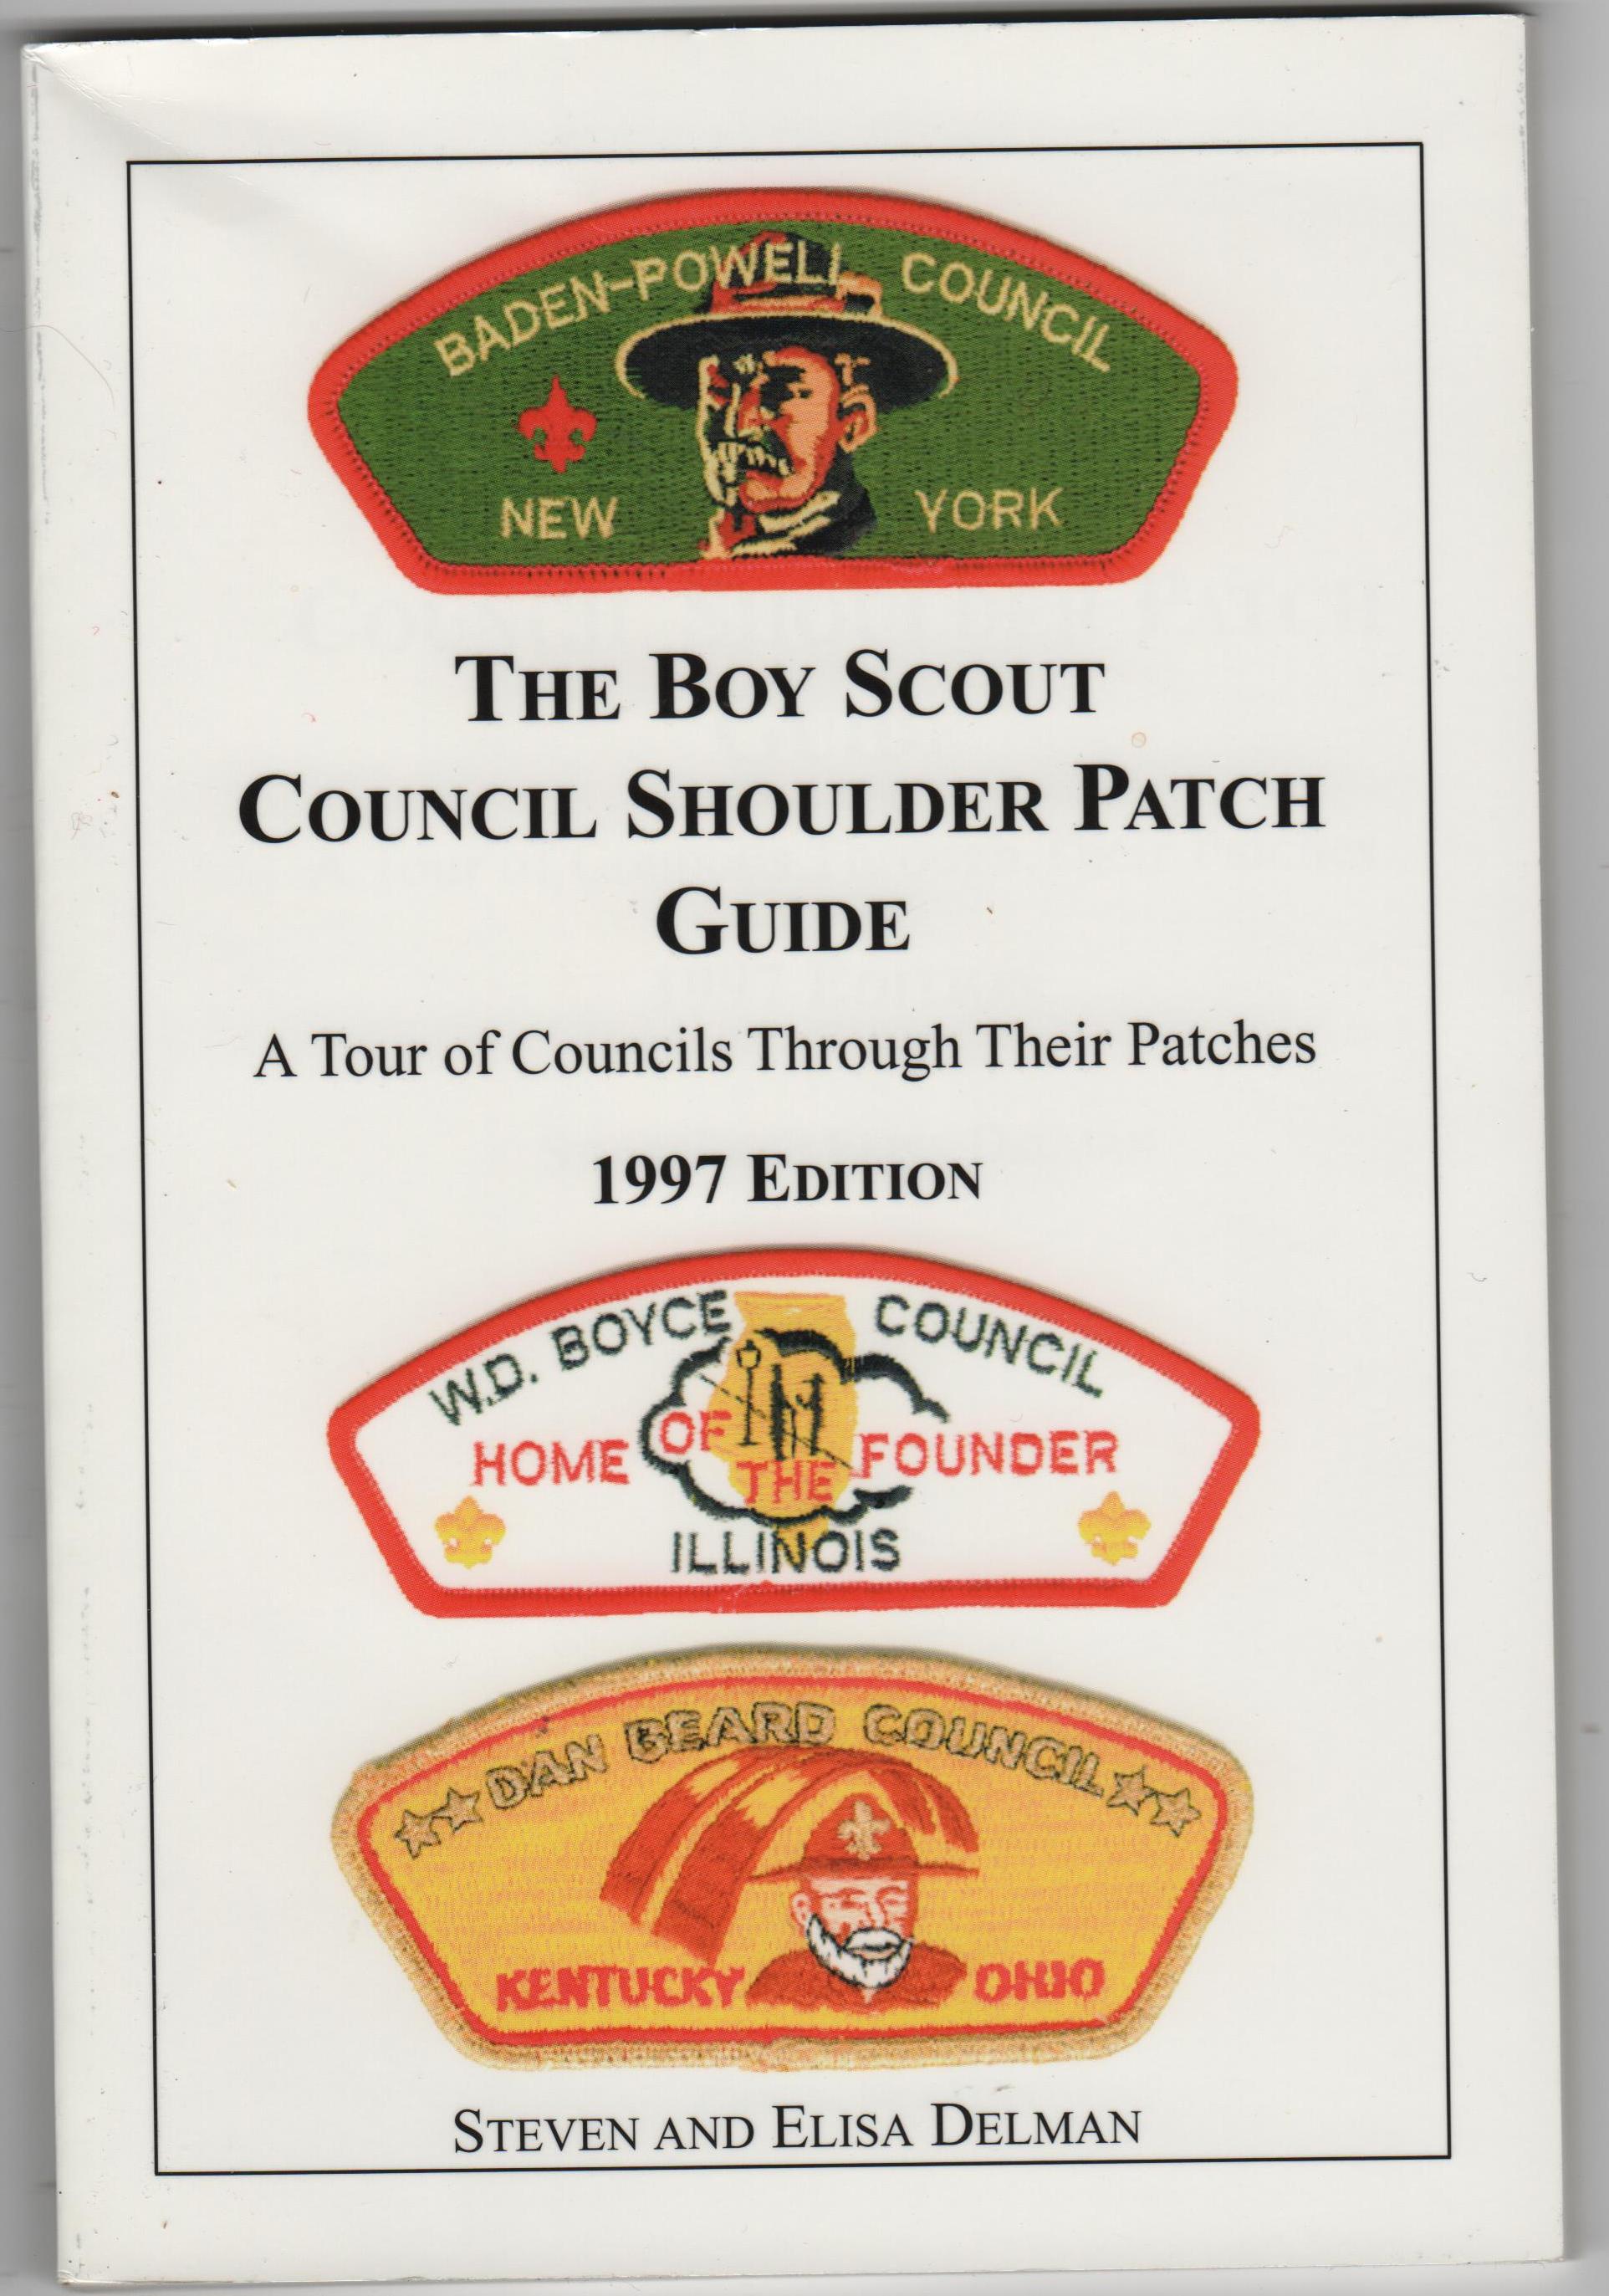 BADEN-POWELL COUNCIL
NEW YORK
THE BOY SCOUT
COUNCIL SHOULDER PATCH
GUIDE
A Tour of Councils Through Their Patches
1997 EDITION
W.D. BOYCE COUNCIL
HOME OF THE FOUNDER
ILLINOIS
DAN BEARD COUNCIL
KENTUCKY OHIO
STEVEN AND ELISA DELMAN